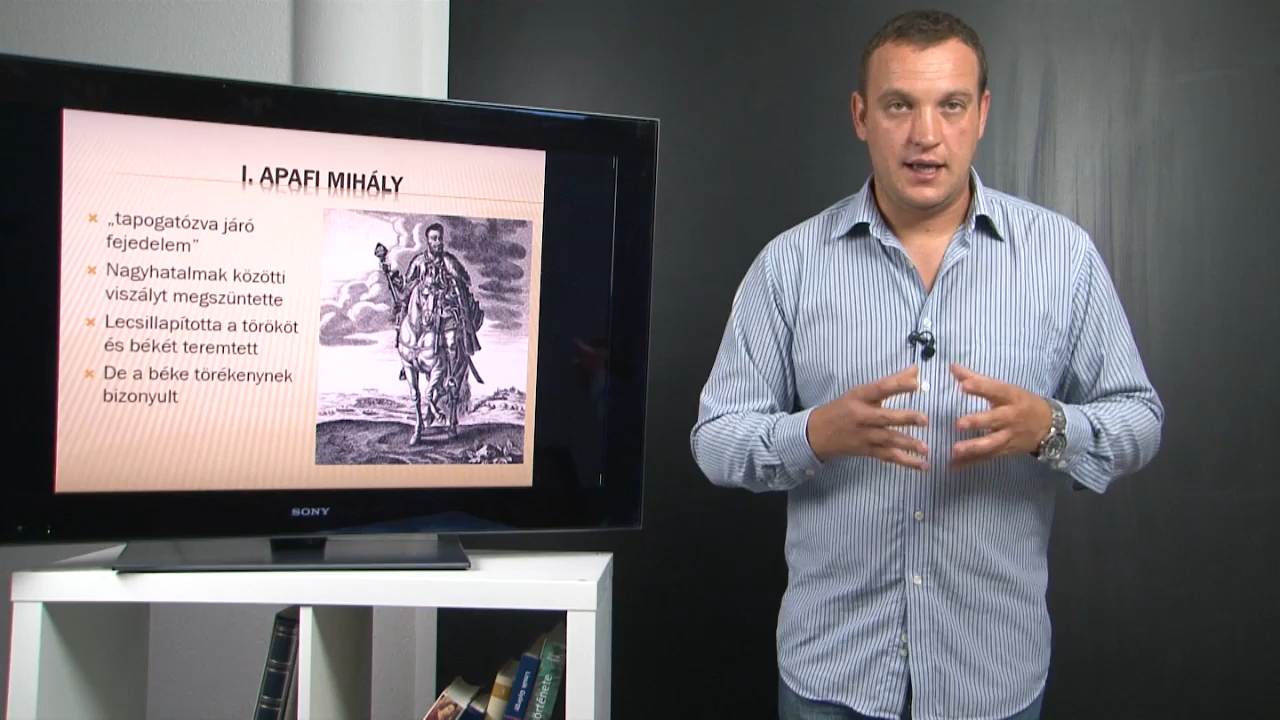 I. APAFI MIHÁLY
„tapogatózva járó
fejedelem”
Nagyhatalmak közötti
viszályt megszüntette
Lecsillapította a törököt
és békét teremtett
De a béke törékenynek
bizonyult
SONY
történelem